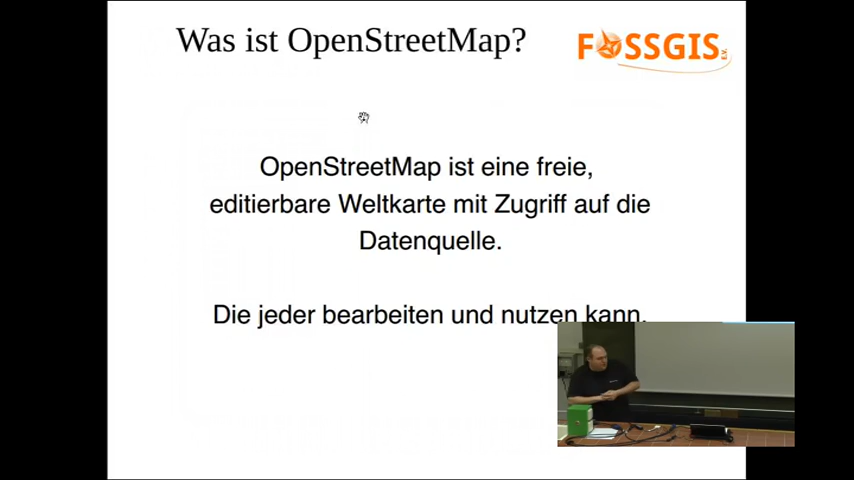 Was ist OpenStreetMap?
FOSSGIS e.V.
OpenStreetMap ist eine freie,
editierbare Weltkarte mit Zugriff auf die
Datenquelle.
Die jeder bearbeiten und nutzen kann.